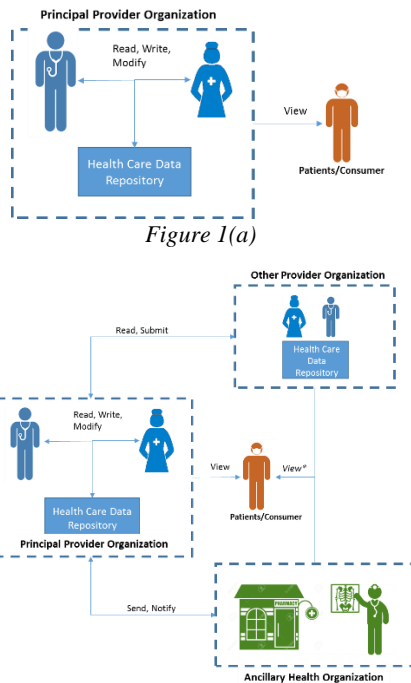 Principal Provider Organization
Read, Write,
Modify
View
Health Care Data
Repository
Patients/Consumer
Figure 1(a)
Other Provider Organization
Read, Submit
Health Care
Data
Repository
Read, Write,
Modify
View
View*
Health Care Data
Repository
Patients/Consumer
Principal Provider Organization
Send, Notify
PHARMACY
Ancillary Health Organization